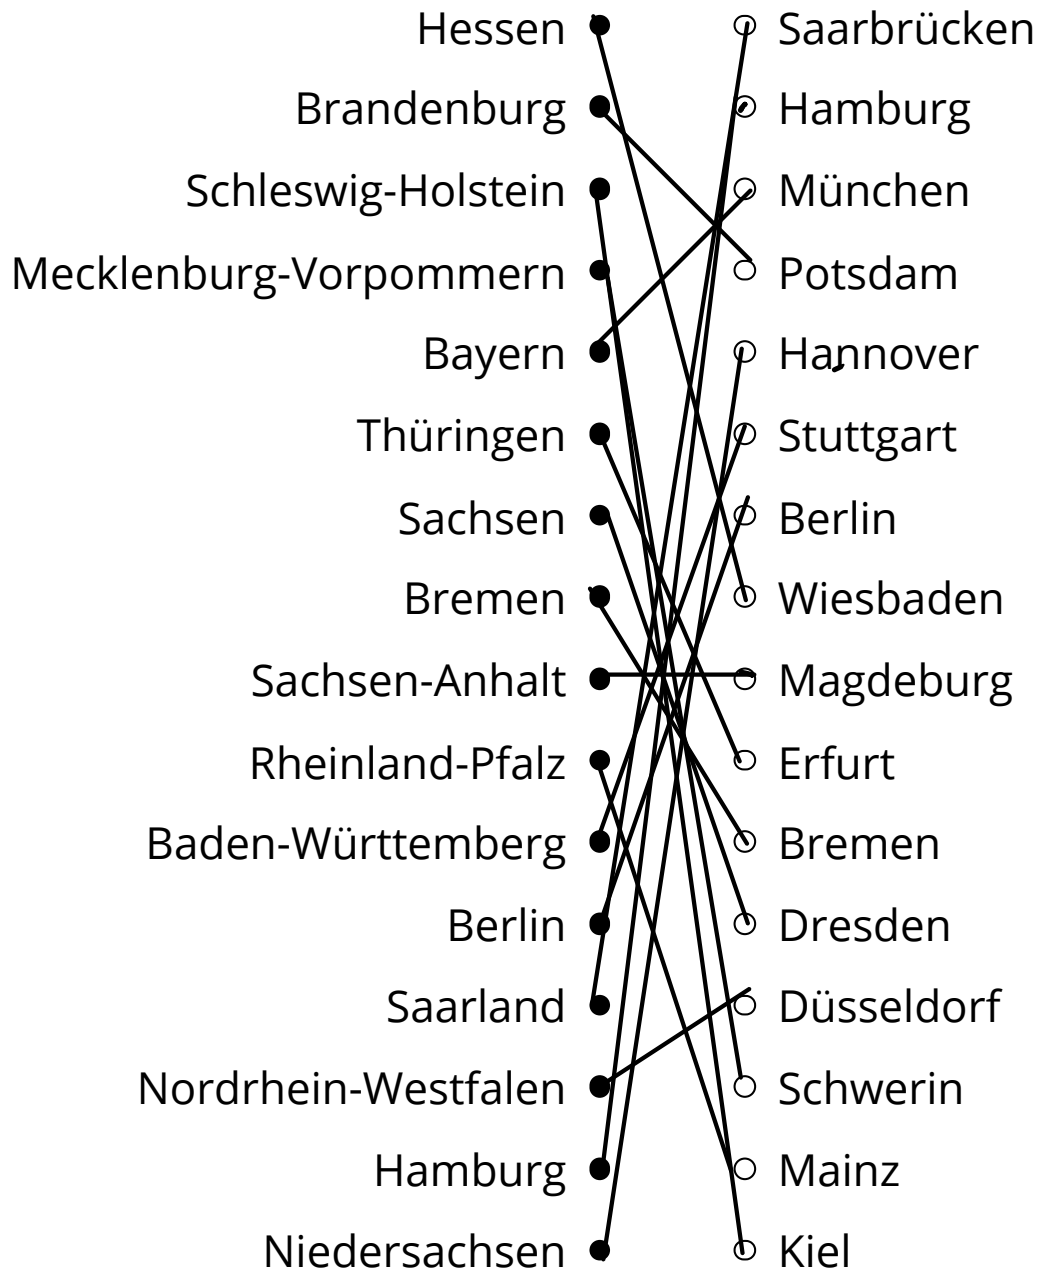 Hessen Saarbrücken
Brandenburg Hamburg
Schleswig-Holstein München
Mecklenburg-Vorpommern Potsdam
Bayern Hannover
Thüringen Stuttgart
Sachsen Berlin
Bremen Wiesbaden
Sachsen-Anhalt Magdeburg
Rheinland-Pfalz Erfurt
Baden-Württemberg Bremen
Berlin Dresden
Saarland Düsseldorf
Nordrhein-Westfalen Schwerin
Hamburg Mainz
Niedersachsen Kiel